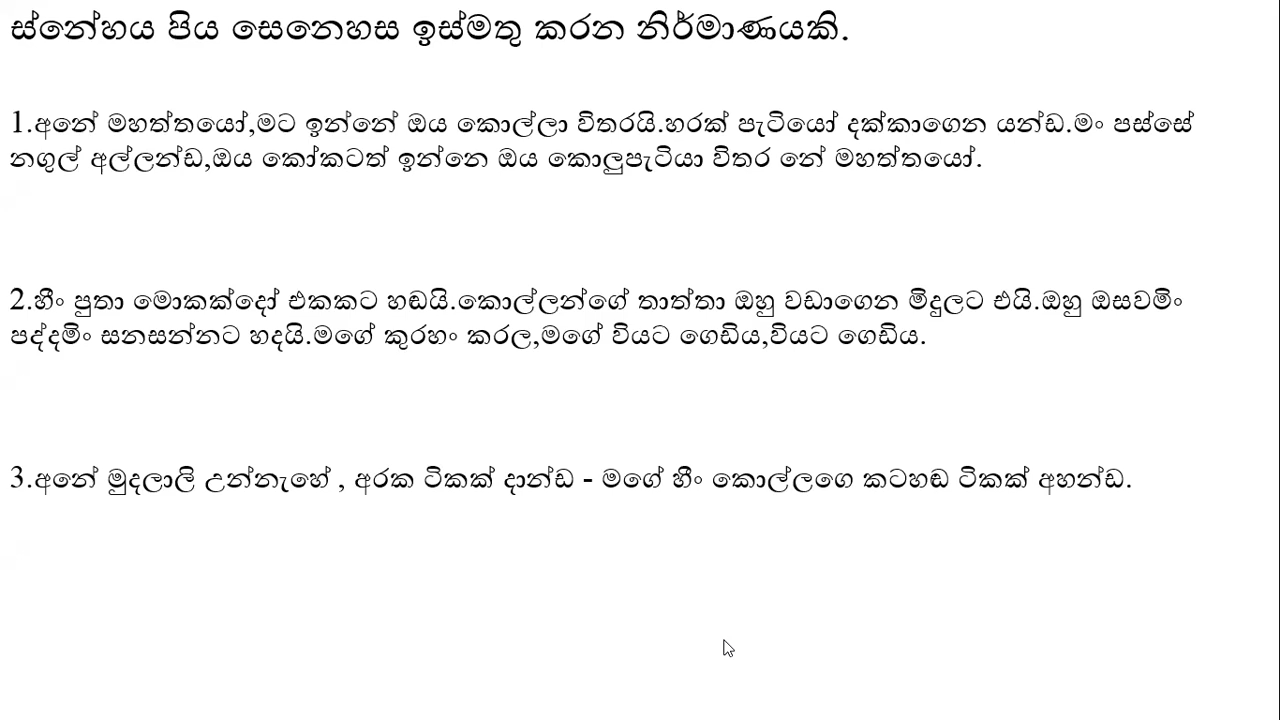 ස්නේහය පිය සෙනෙහස ඉස්මතු කරන නිර්මාණයකි.
1.අනේ මහත්තයෝ,මට ඉන්නේ ඔය කොල්ලා විතරයි.හරක් පැටියෝ දක්කාගෙන යන්ඩ.මං පස්සේ
නගුල් අල්ලන්ඩ,ඔය කෝකටත් ඉන්නෙ ඔය කොලුපැටියා විතර නේ මහත්තයෝ.
2.හීං පුතා මොකක්දෝ එකකට හඬයි.කොල්ලන්ගේ තාත්තා ඔහු වඩාගෙන මිදුලට එයි.ඔහු ඔසවමිං
පද්දමිං සනසන්නට හදයි.මගේ කුරහං කරල,මගේ වියට ගෙඩිය,වියට ගෙඩිය.
3.අනේ මුදලාලි උන්නැහේ , අරක ටිකක් දාන්ඩ - මගේ හීං කොල්ලගෙ කටහඬ ටිකක් අහන්ඩ.